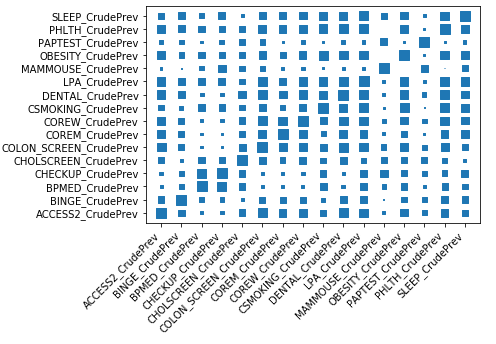 SLEEP_CrudePrev
PHLTH_CrudePrev
PAPTEST_CrudePrev
OBESITY_CrudePrev
MAMMOUSE_CrudePrev
LPA_CrudePrev
DENTAL_CrudePrev
CSMOKING_CrudePrev
COREW_CrudePrev
COREM_CrudePrev
COLON_SCREEN_CrudePrev
CHOLSCREEN_CrudePrev
CHECKUP_CrudePrev
BPMED_CrudePrev
BINGE_CrudePrev
ACCESS2_CrudePrev
ACCESS2_CrudePrev
BINGE_CrudePrev
BPMED_CrudePrev
CHECKUP_CrudePrev
CHOLSCREEN_CrudePrev
COLON_SCREEN_CrudePrev
COREM_CrudePrev
COREW_CrudePrev
CSMOKING_CrudePrev
DENTAL_CrudePrev
LPA_CrudePrev
MAMMOUSE_CrudePrev
OBESITY_CrudePrev
PAPTEST_CrudePrev
PHLTH_CrudePrev
SLEEP_CrudePrev